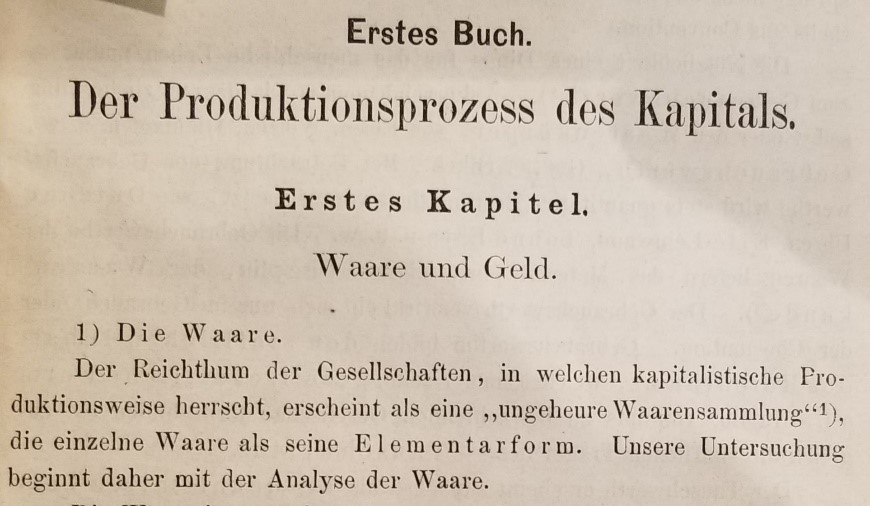 Erstes Buch.
Der Produktionsprozess des Kapitals.
Erstes Kapitel.
Waare und Geld.
1) Die Waare.
Der Reichthum der Gesellschaften, in welchen kapitalistische Pro-
duktionsweise herrscht, erscheint als eine „ungeheure Waarensammlung“¹),
die einzelne Waare als seine Elementarform. Unsere Untersuchung
beginnt daher mit der Analyse der Waare.